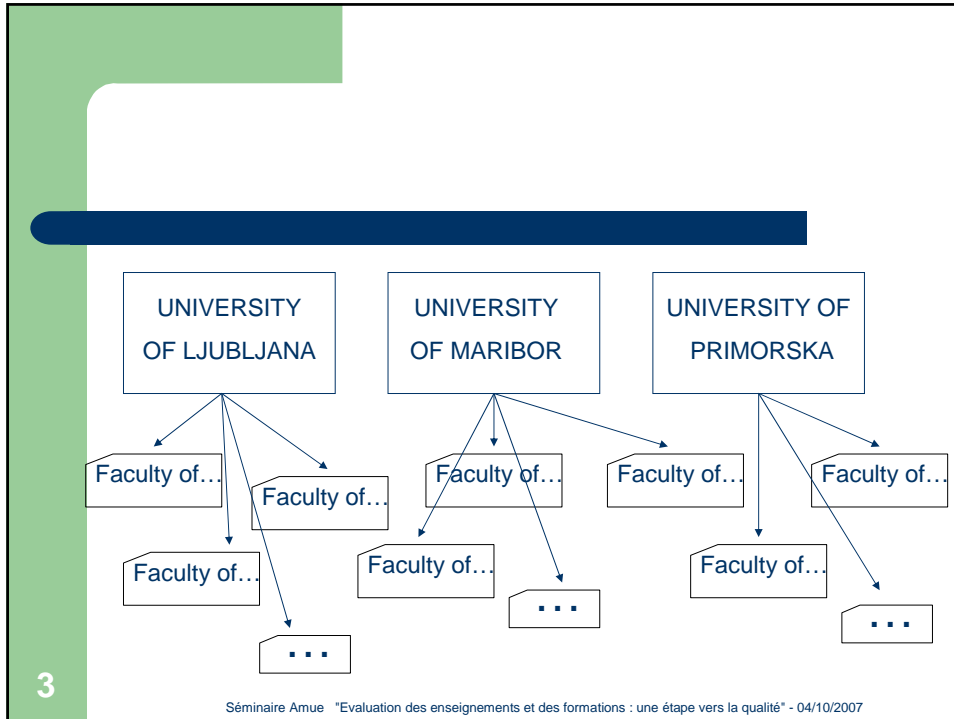 UNIVERSITY
OF LJUBLJANA
UNIVERSITY
OF MARIBOR
UNIVERSITY OF
PRIMORSKA
Faculty of…
Faculty of…
Faculty of…
…
Faculty of…
Faculty of…
Faculty of…
…
Faculty of…
Faculty of…
…
3
Séminaire Amue "Evaluation des enseignements et des formations : une étape vers la qualité" - 04/10/2007